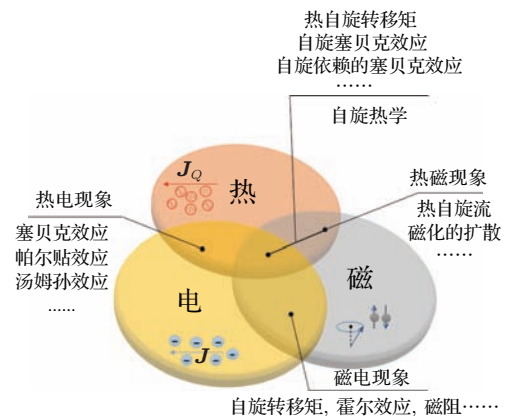 热自旋转移矩
自旋塞贝克效应
自旋依赖的塞贝克效应
······
自旋热学
J_Q
热
热电现象
塞贝克效应
帕尔贴效应
汤姆孙效应
......
热磁现象
热自旋流
磁化的扩散
······
电
磁
J
磁电现象
自旋转移矩, 霍尔效应, 磁阻······